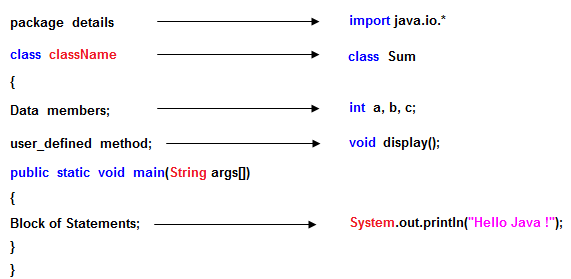 package details import java.io.*
class className class Sum
{
Data members; int a, b, c;
user_defined method; void display();
public static void main(String args[])
{
Block of Statements; System.out.println("Hello Java !");
}
}